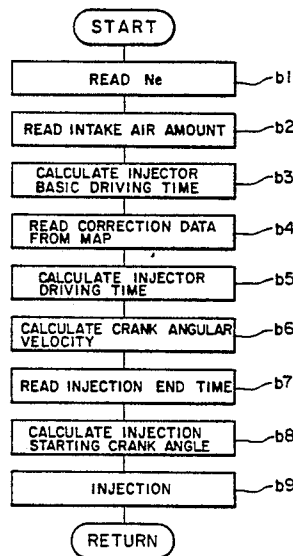 START
READ Ne
b1
READ INTAKE AIR AMOUNT
b2
CALCULATE INJECTOR
BASIC DRIVING TIME
b3
READ CORRECTION DATA
FROM MAP
b4
CALCULATE INJECTOR
DRIVING TIME
b5
CALCULATE CRANK ANGULAR
VELOCITY
b6
READ INJECTION END TIME
b7
CALCULATE INJECTION
STARTING CRANK ANGLE
b8
INJECTION
b9
RETURN